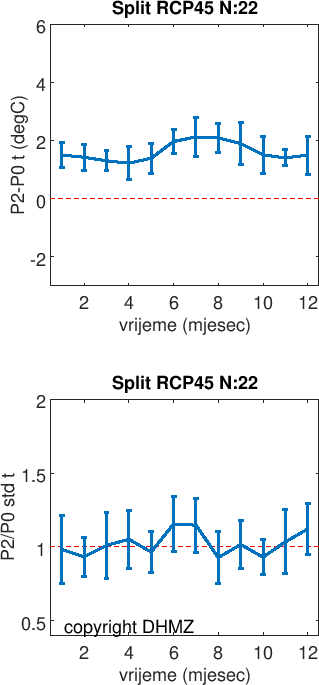 Split RCP45 N:22
6
4
2
0
-2
P2-P0 t (degC)
2 4 6 8 10 12
vrijeme (mjesec)
Split RCP45 N:22
2
1.5
1
0.5
P2/P0 std t
copyright DHMZ
2 4 6 8 10 12
vrijeme (mjesec)